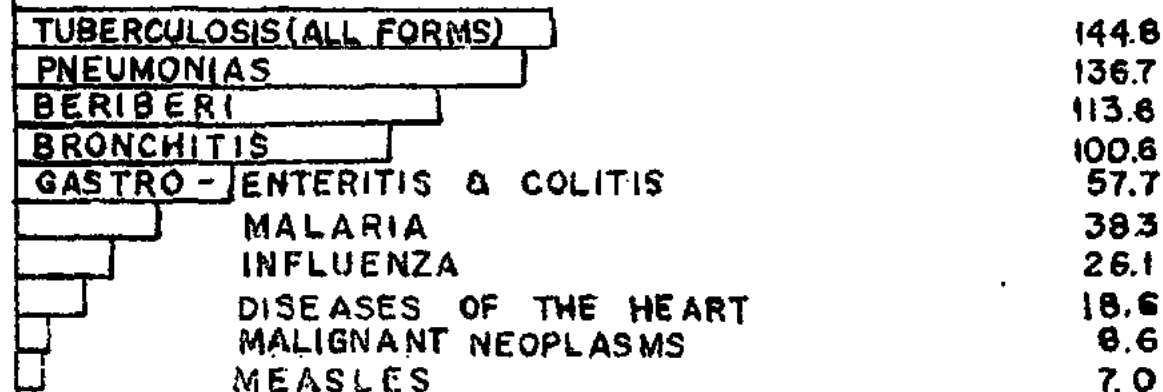 TUBERCULOSIS (ALL FORMS) 144.8
PNEUMONIAS 136.7
BERIBERI 113.6
BRONCHITIS 100.6
GASTRO - ENTERITIS & COLITIS 57.7
MALARIA 38.3
INFLUENZA 26.1
DISEASES OF THE HEART 18.6
MALIGNANT NEOPLASMS 8.6
MEASLES 7.0